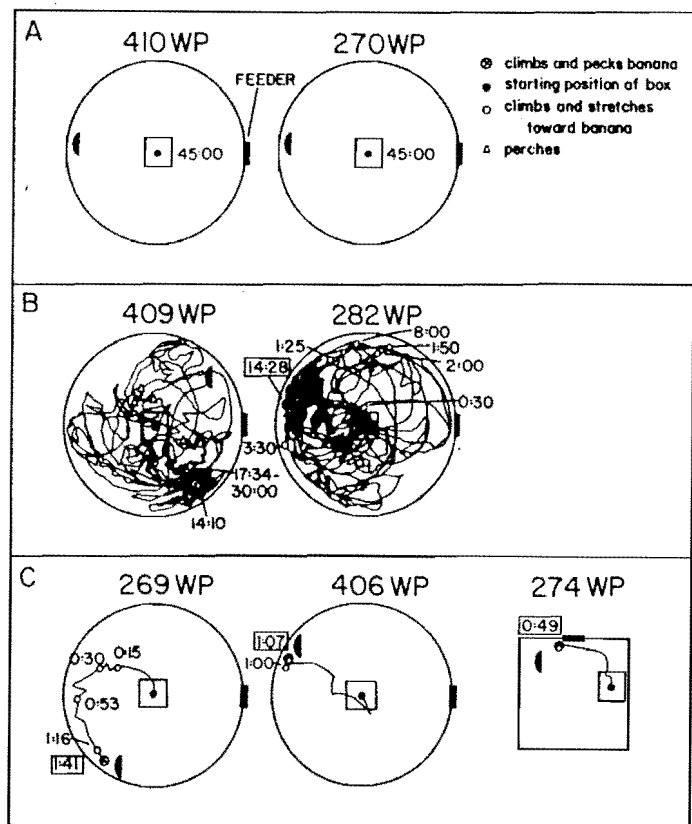 A
410WP
270WP
FEEDER
45:00
45:00
climbs and pecks banana
starting position of box
climbs and stretches
toward banana
perches
B
409WP
282WP
8:00
1:25
1:50
14:28
2:00
0:30
3:30
17:34-
30:00
14:10
C
269WP
406WP
274WP
0:49
0:30
0:15
1:07
1:00
0:53
1:16
1:41